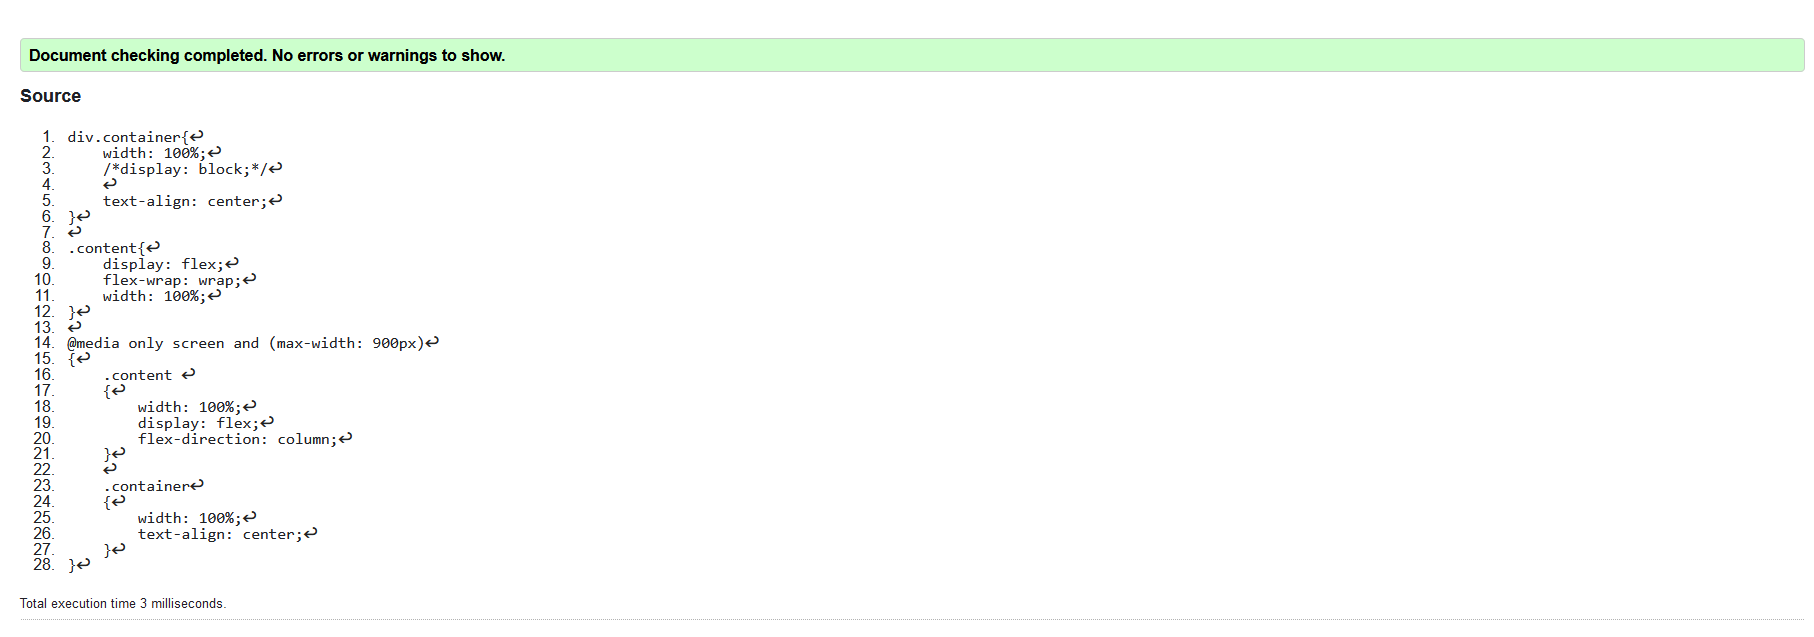 Document checking completed. No errors or warnings to show.
Source
1. div.container{↩
2.     width: 100%;↩
3.     /*display: block;*/↩
4.     ↩
5.     text-align: center;↩
6. }↩
7. ↩
8. .content{↩
9.     display: flex;↩
10.     flex-wrap: wrap;↩
11.     width: 100%;↩
12. }↩
13. ↩
14. @media only screen and (max-width: 900px)↩
15. {↩
16.     .content ↩
17.     {↩
18.         width: 100%;↩
19.         display: flex;↩
20.         flex-direction: column;↩
21.     }↩
22.     ↩
23.     .container↩
24.     {↩
25.         width: 100%;↩
26.         text-align: center;↩
27.     }↩
28. }↩
Total execution time 3 milliseconds.